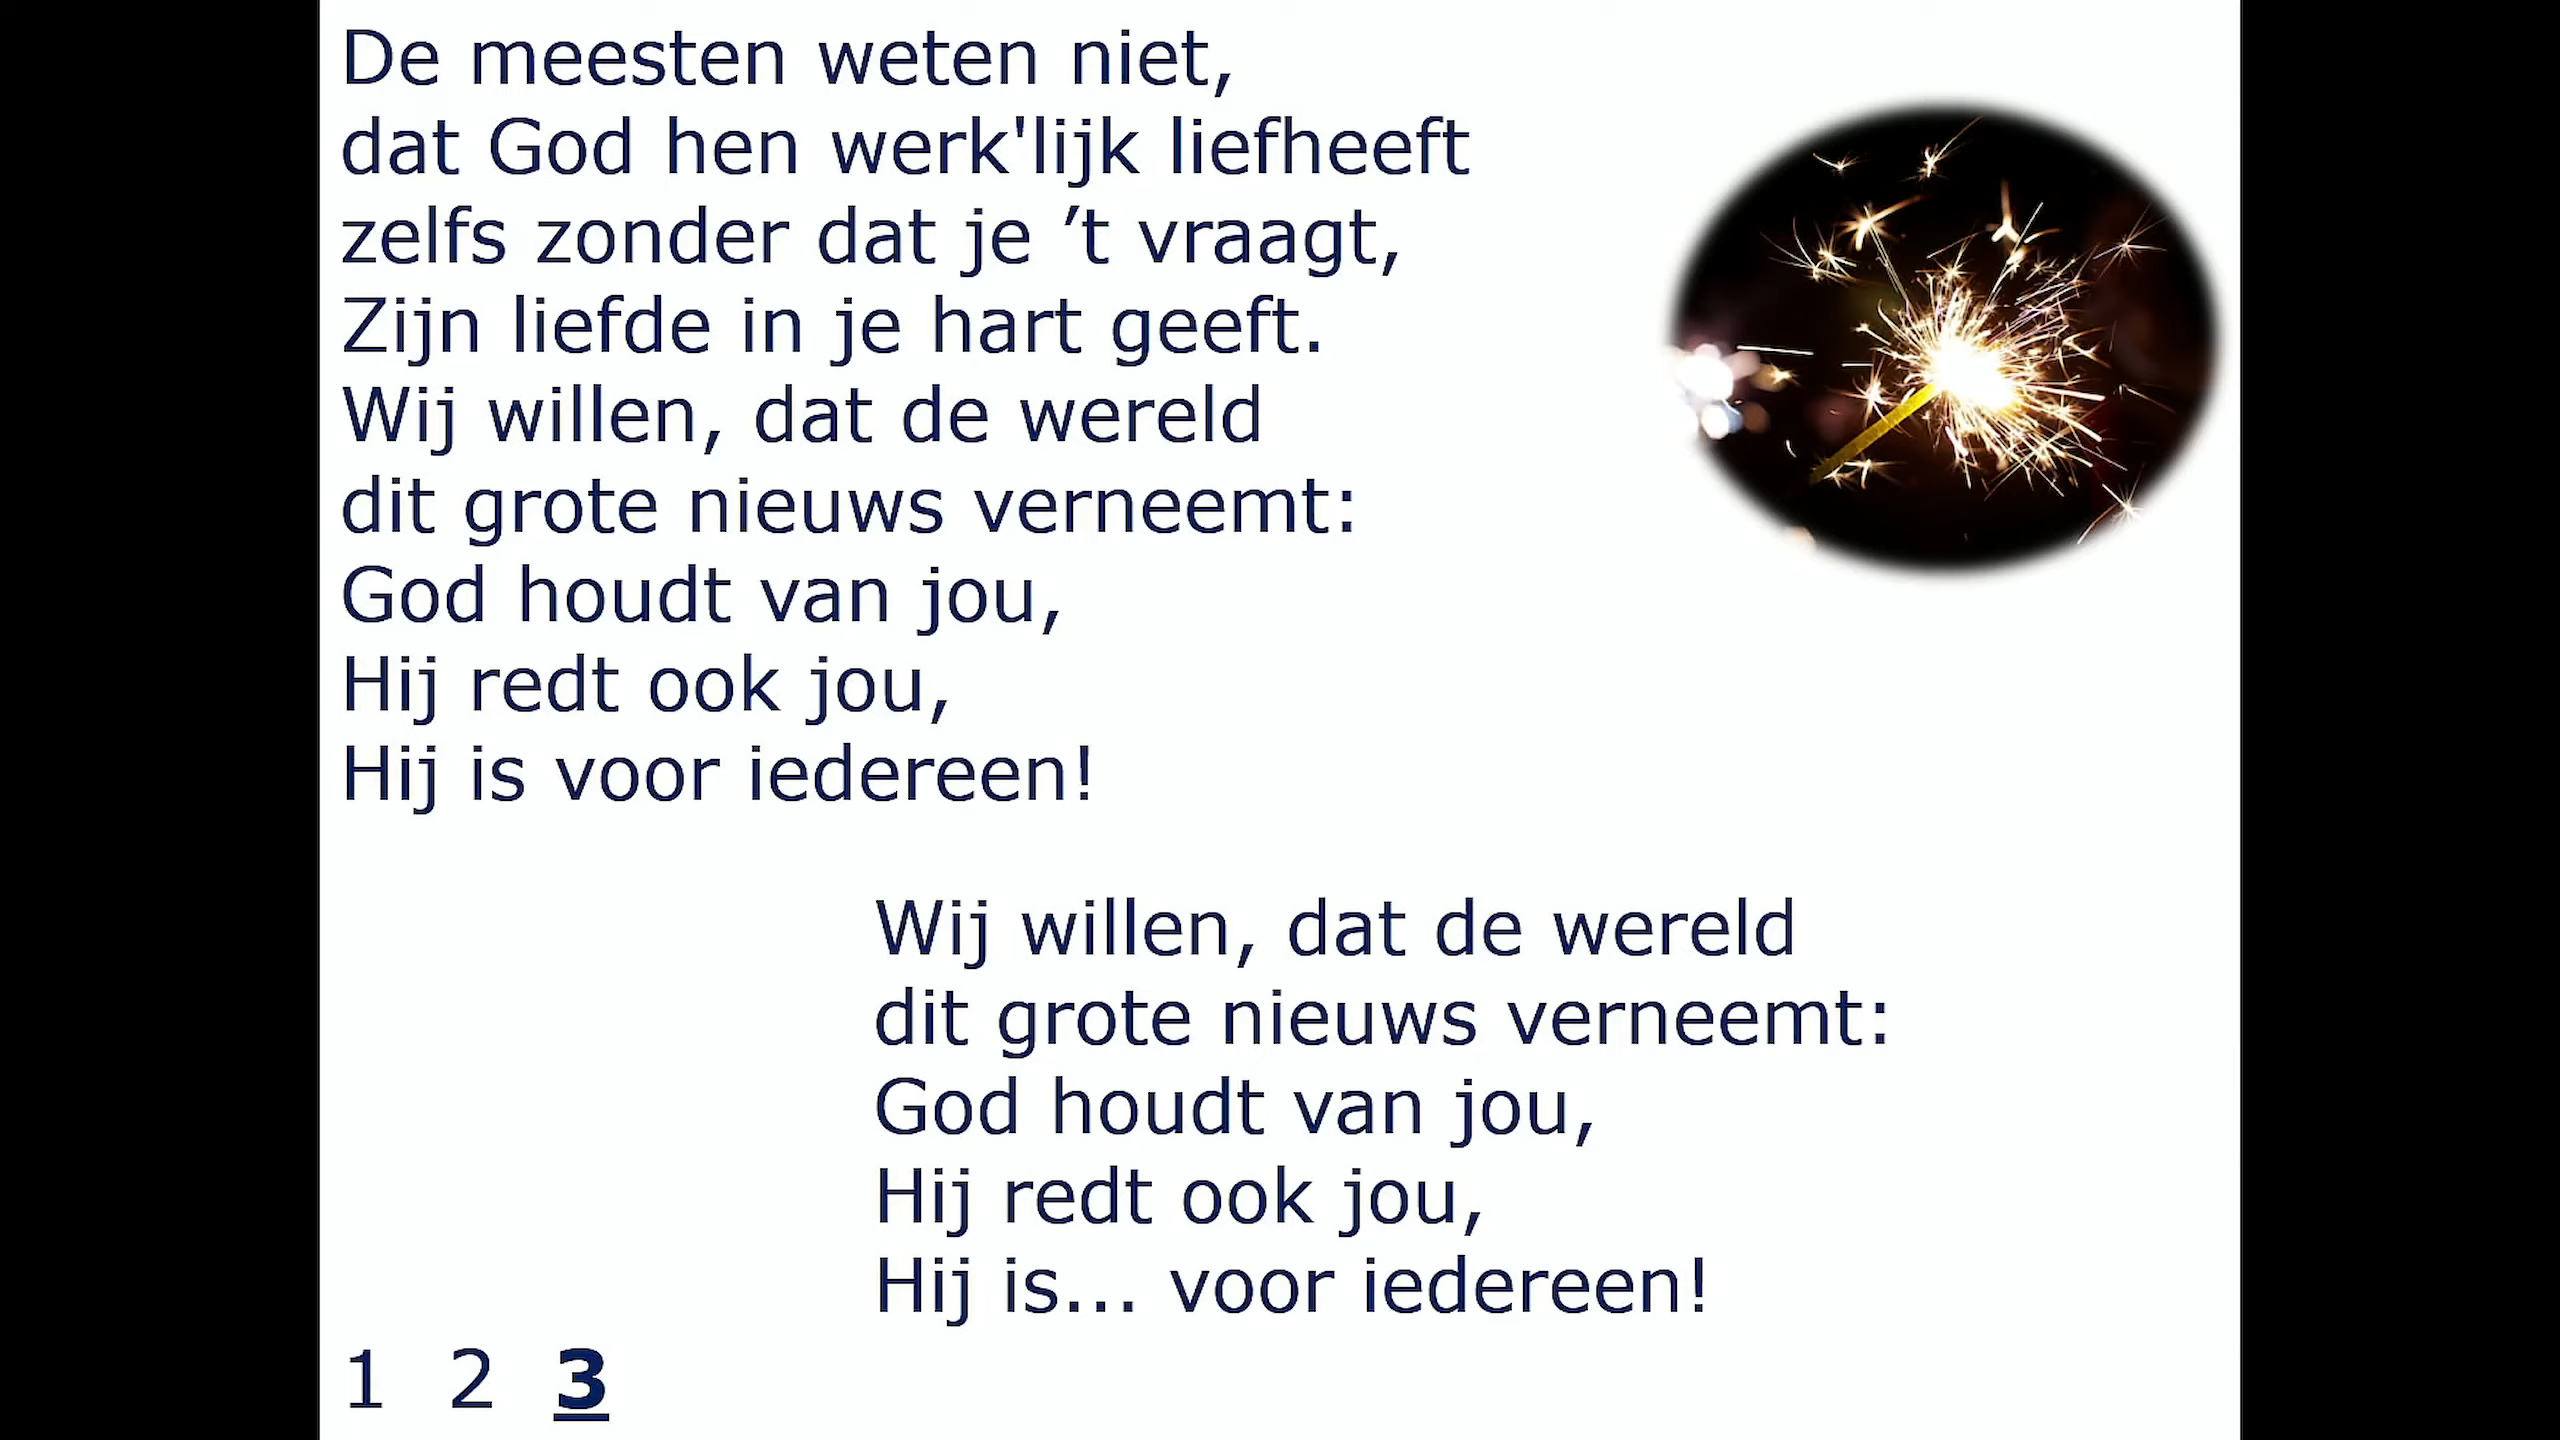 De meesten weten niet,
dat God hen werk'lijk liefheeft
zelfs zonder dat je ’t vraagt,
Zijn liefde in je hart geeft.
Wij willen, dat de wereld
dit grote nieuws verneemt:
God houdt van jou,
Hij redt ook jou,
Hij is voor iedereen!
Wij willen, dat de wereld
dit grote nieuws verneemt:
God houdt van jou,
Hij redt ook jou,
Hij is... voor iedereen!
1 2 3